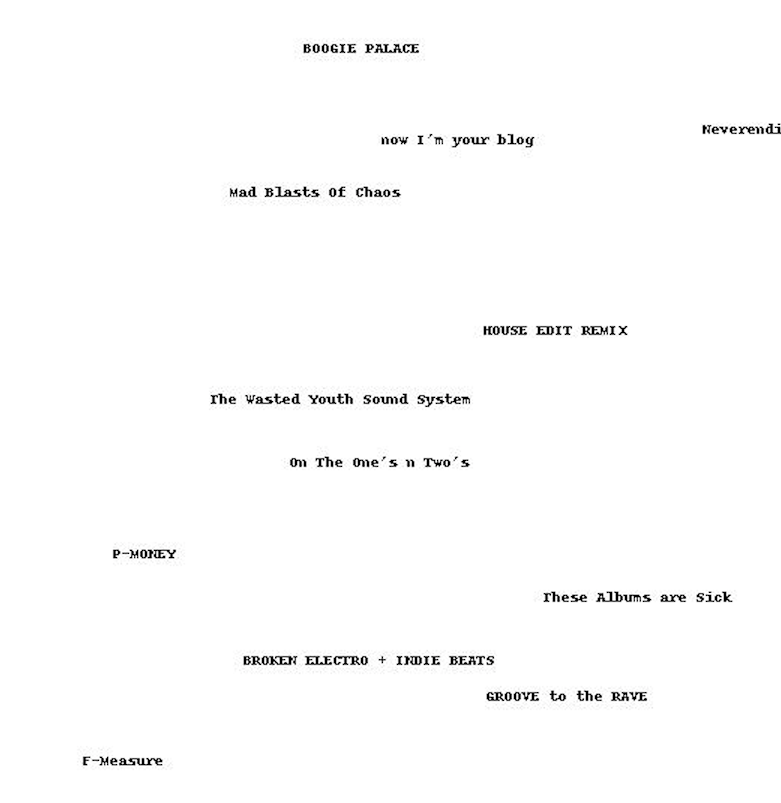 BOOGIE PALACE
Neverendi
now I'm your blog
Mad Blasts Of Chaos
HOUSE EDIT REMIX
The Wasted Youth Sound System
On The One's n Two's
P-MONEY
These Albums are Sick
BROKEN ELECTRO + INDIE BEATS
GROOVE to the RAVE
F-Measure